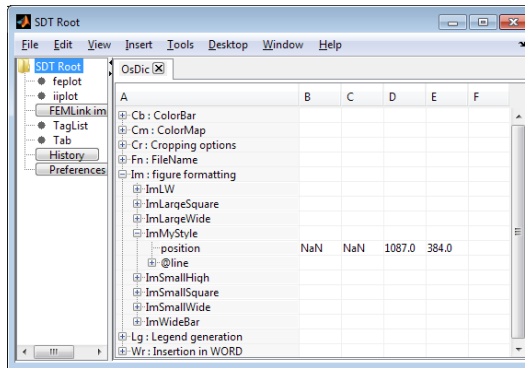 SDT Root
File Edit View Insert Tools Desktop Window Help
SDT Root
feplot
iiplot
FEMLink im
TagList
Tab
History
Preferences
OsDic
A B C D E F
Cb : ColorBar
Cm : ColorMap
Cr : Cropping options
Fn : FileName
Im : figure formatting
ImLW
ImLargeSquare
ImLargeWide
ImMyStyle
position NaN NaN 1087.0 384.0
@line
ImSmallHigh
ImSmallSquare
ImSmallWide
ImWideBar
Lg : Legend generation
Wr : Insertion in WORD